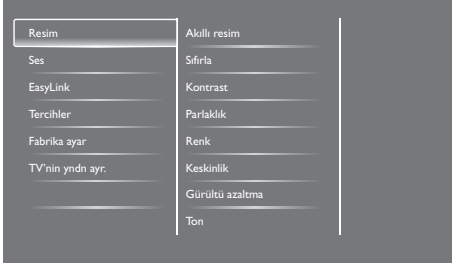 Resim
Ses
EasyLink
Tercihler
Fabrika ayar
TV'nin yndn ayr.
Akıllı resim
Sıfırla
Kontrast
Parlaklık
Renk
Keskinlik
Gürültü azaltma
Ton